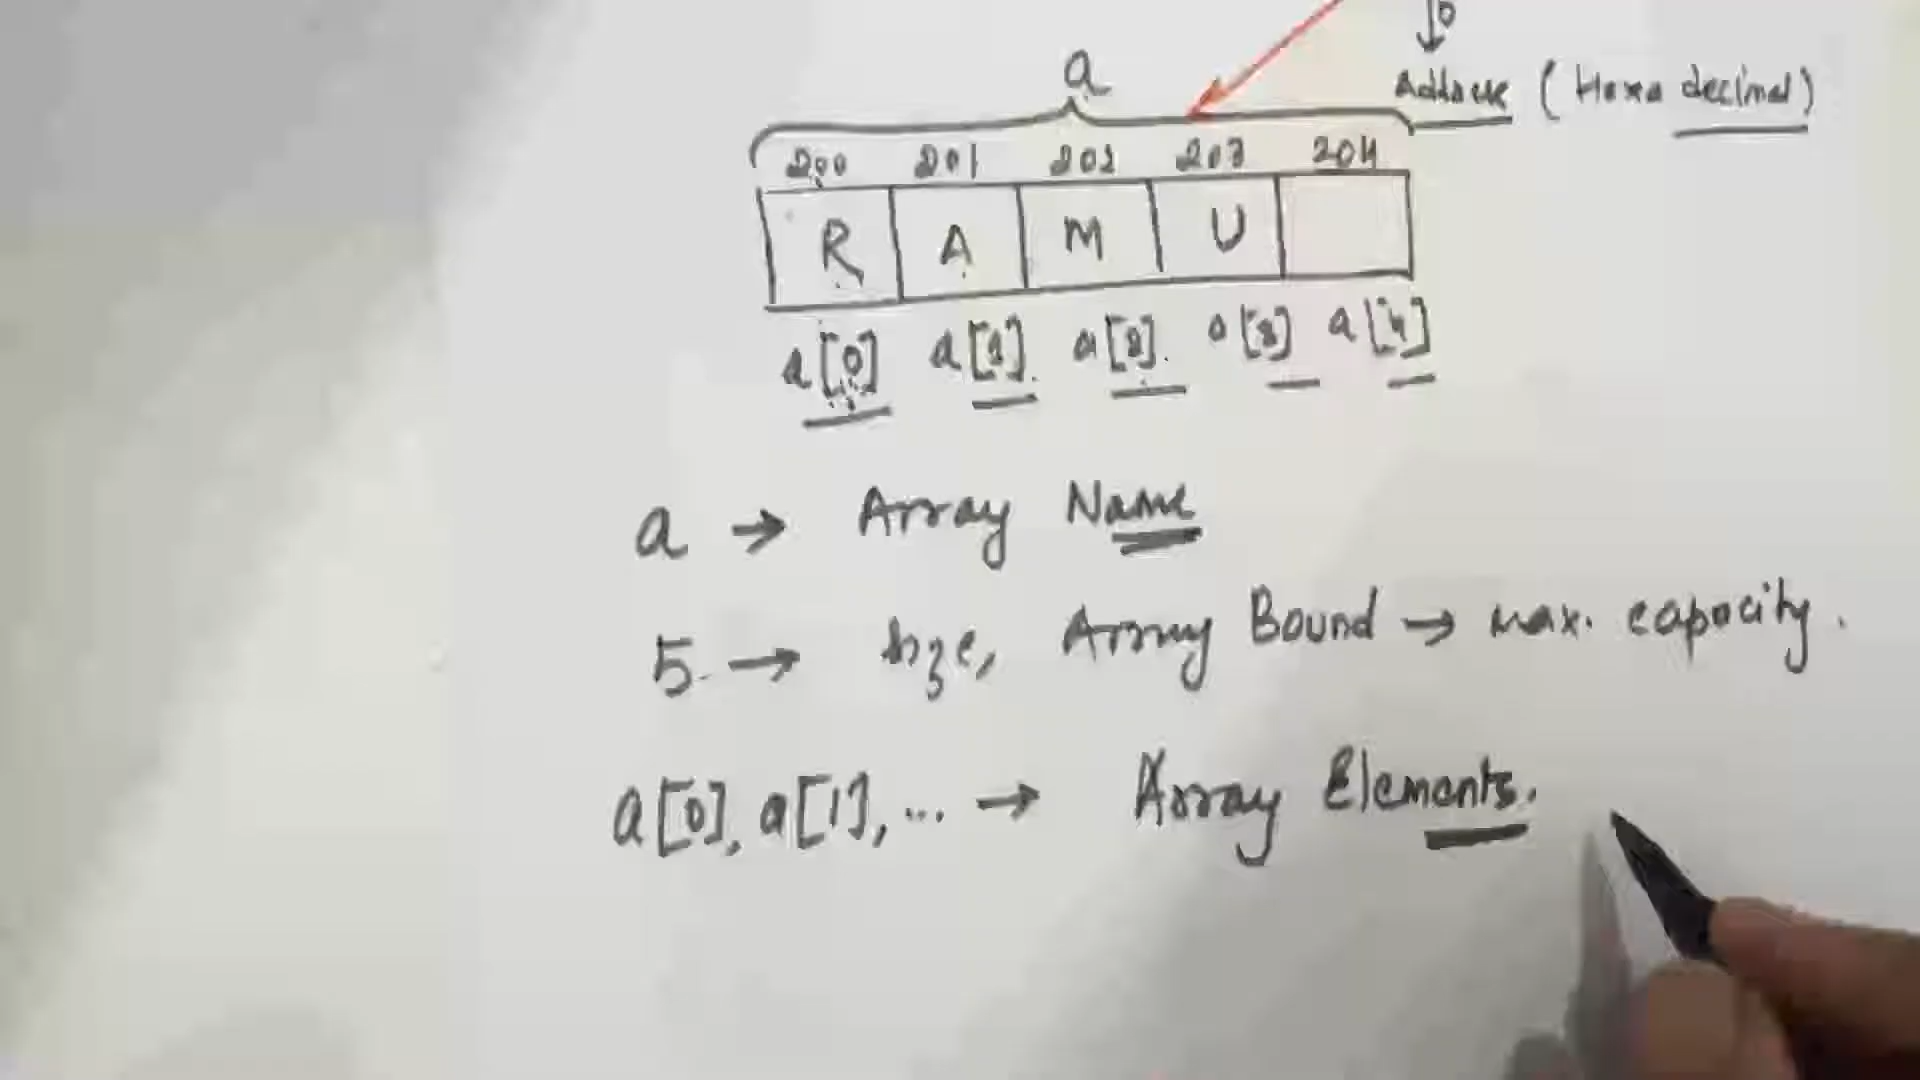 a
Address (Hexa decimal)
200 201 202 203 204
R A M U
a[0] a[1] a[2] a[3] a[4]
a → Array Name
5 → size, Array Bound → max. capacity.
a[0], a[1], ... → Array Elements.